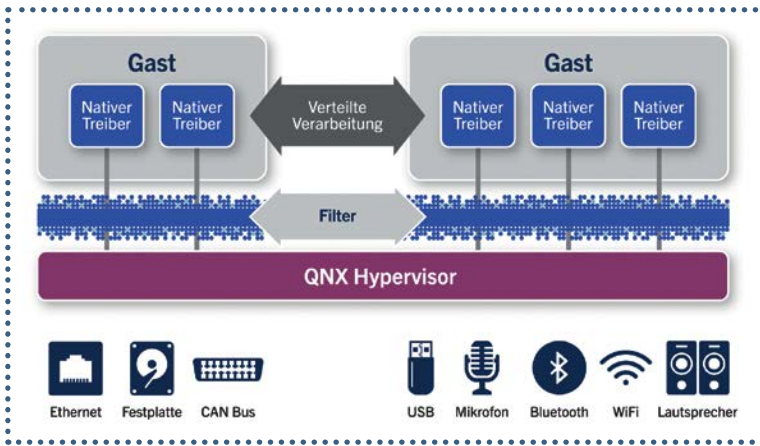 Gast
Nativer
Treiber
Nativer
Treiber
Verteilte
Verarbeitung
Gast
Nativer
Treiber
Nativer
Treiber
Nativer
Treiber
Filter
QNX Hypervisor
Ethernet
Festplatte
CAN Bus
USB
Mikrofon
Bluetooth
WiFi
Lautsprecher